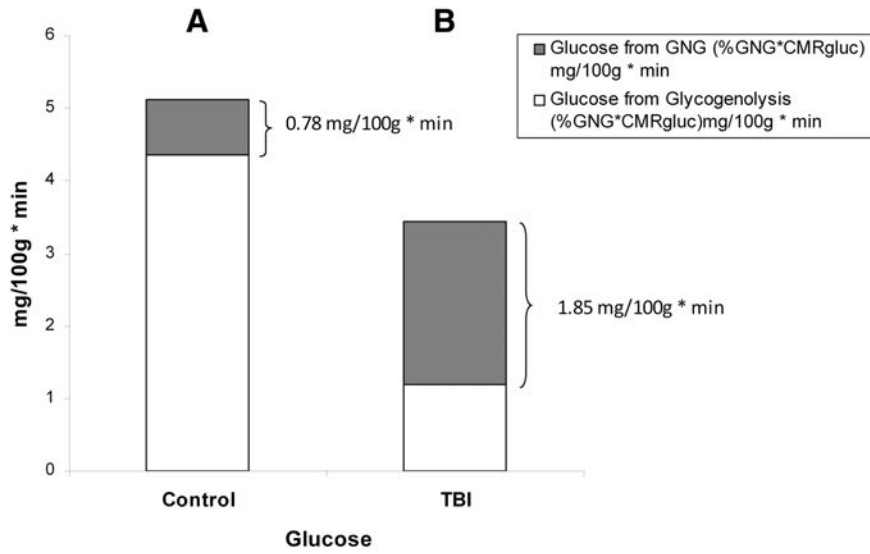 A
B
6
5
4
3
2
1
0
mg/100g * min
0.78 mg/100g * min
1.85 mg/100g * min
Control
TBI
Glucose
Glucose from GNG (%GNG*CMRgluc)
mg/100g * min
Glucose from Glycogenolysis
(%GNG*CMRgluc)mg/100g * min